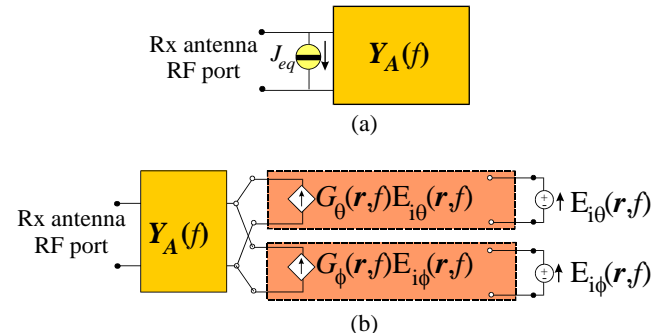 Rx antenna
RF port
J_eq
Y_A(f)
(a)
Rx antenna
RF port
Y_A(f)
G_θ(r,f)E_iθ(r,f)
E_iθ(r,f)
G_ϕ(r,f)E_iϕ(r,f)
E_iϕ(r,f)
(b)